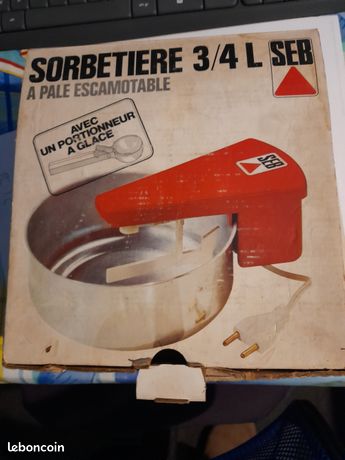 SORBETIERE 3/4 L SEB
A PALE ESCAMOTABLE
AVEC
UN PORTIONNEUR
A GLACE
SEB
leboncoin